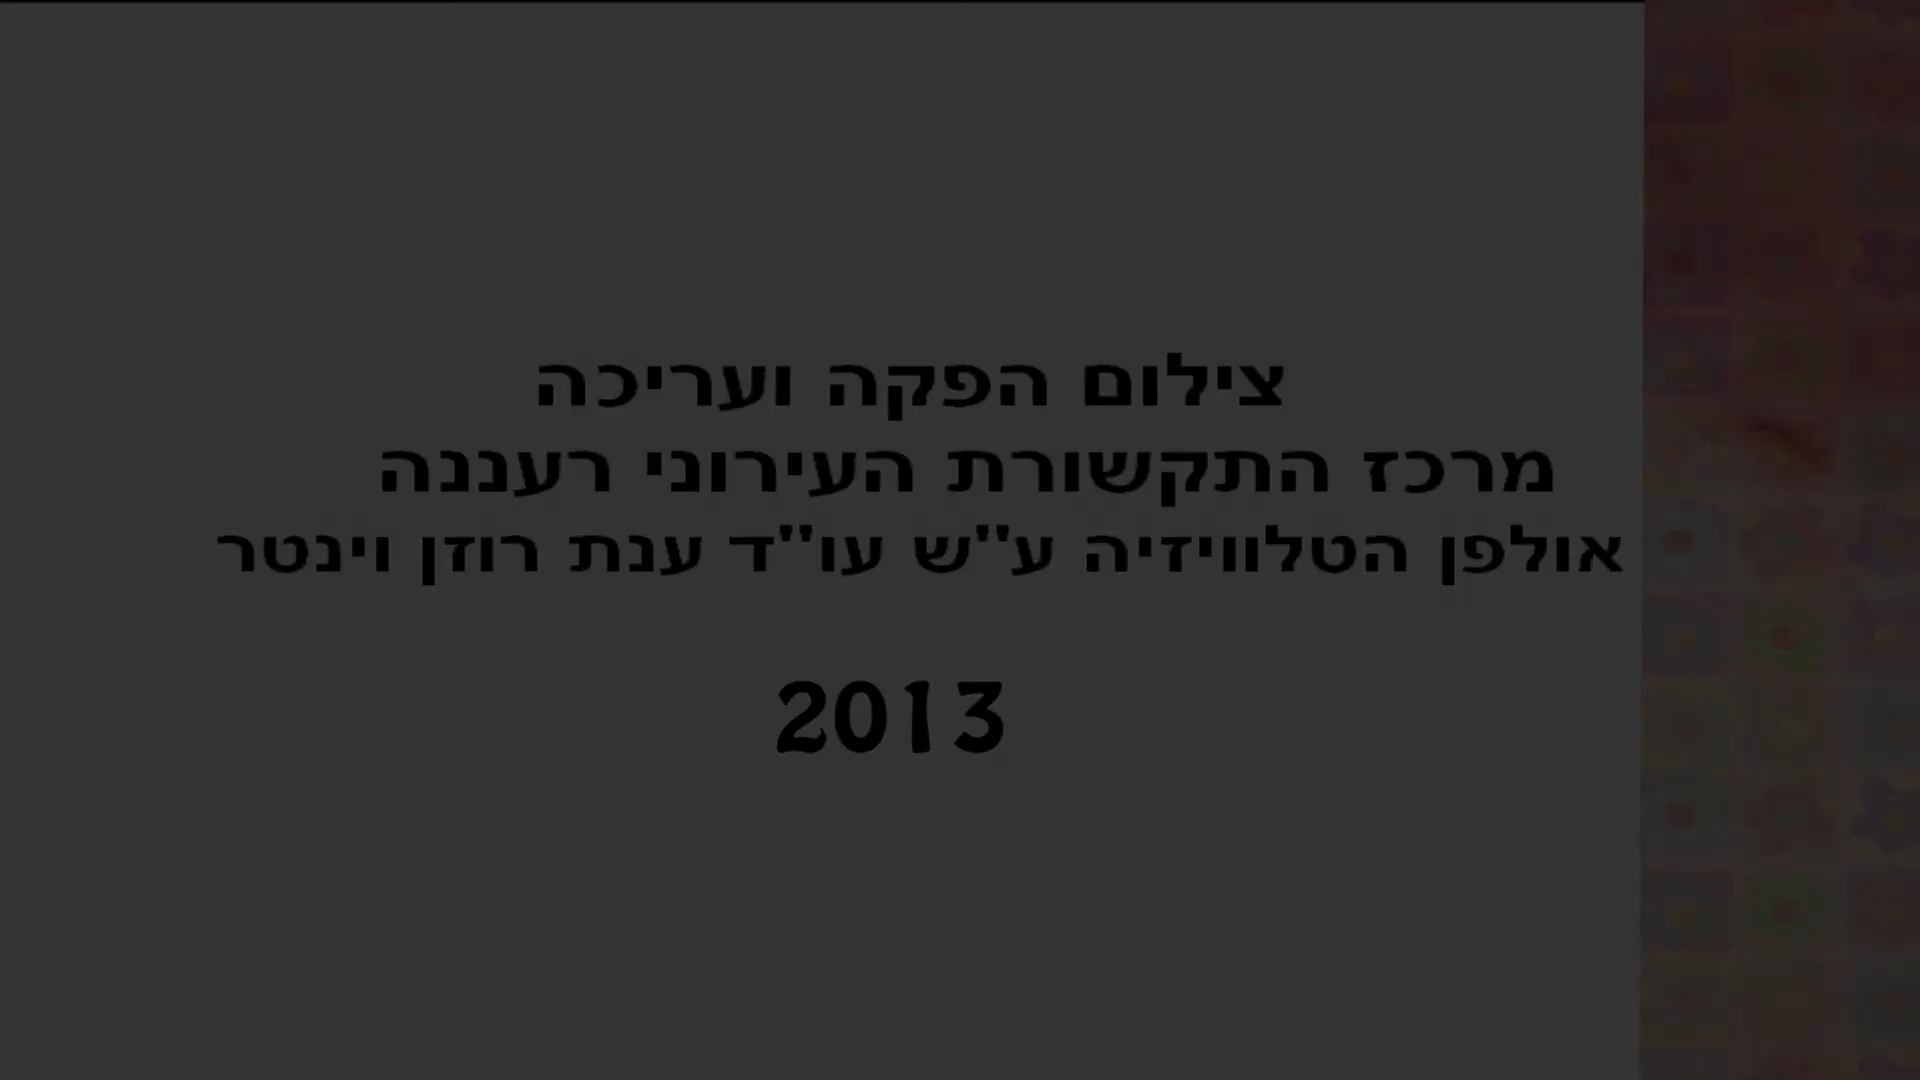 צילום הפקה ועריכה
מרכז התקשורת העירוני רעננה
אולפן הטלוויזיה ע''ש עו''ד ענת רוזן וינטר
2013